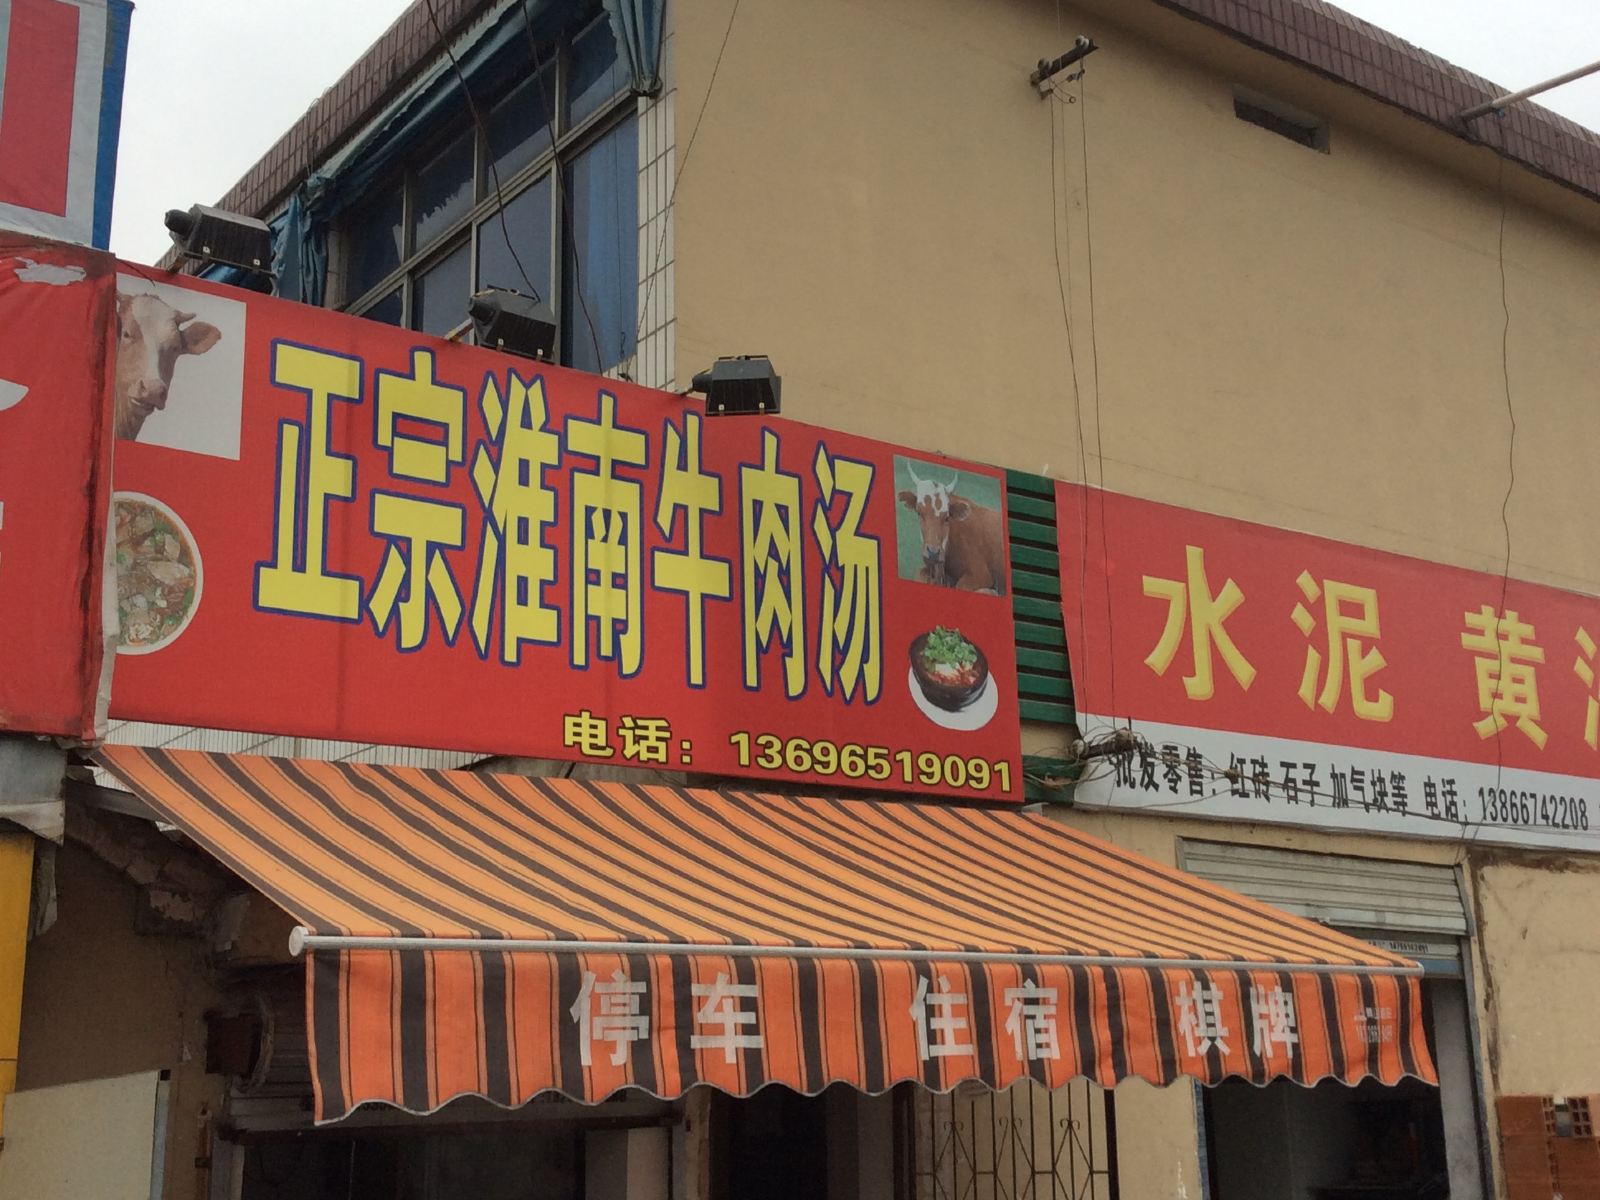 正宗淮南牛肉汤
电话：13696519091
水泥 黄
批发零售：红砖 石子 加气块等 电话：13866742208
停车 住宿 棋牌